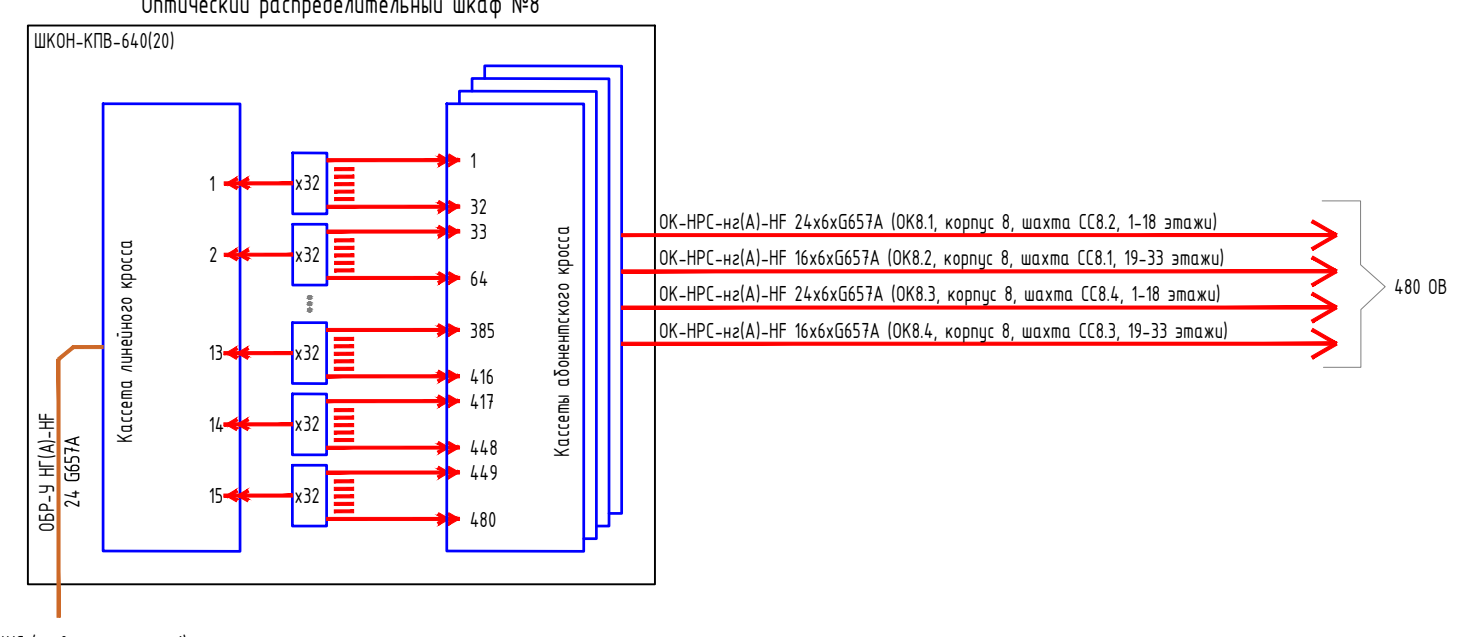 Оптический распределительный шкаф №8
ШКОН-КПВ-640(20)
Кассета линейного кросса
1
2
13
14
15
x32
x32
x32
x32
x32
1
32
33
64
385
416
417
448
449
480
Кассеты абонентского кросса
ОК-НРС-нг(А)-HF 24x6xG657A (ОК8.1, корпус 8, шахта СС8.2, 1-18 этажи)
ОК-НРС-нг(А)-HF 16x6xG657A (ОК8.2, корпус 8, шахта СС8.1, 19-33 этажи)
ОК-НРС-нг(А)-HF 24x6xG657A (ОК8.3, корпус 8, шахта СС8.4, 1-18 этажи)
ОК-НРС-нг(А)-HF 16x6xG657A (ОК8.4, корпус 8, шахта СС8.3, 19-33 этажи)
480 ОВ
ОБР-У НГ(А)-HF
24 G657A